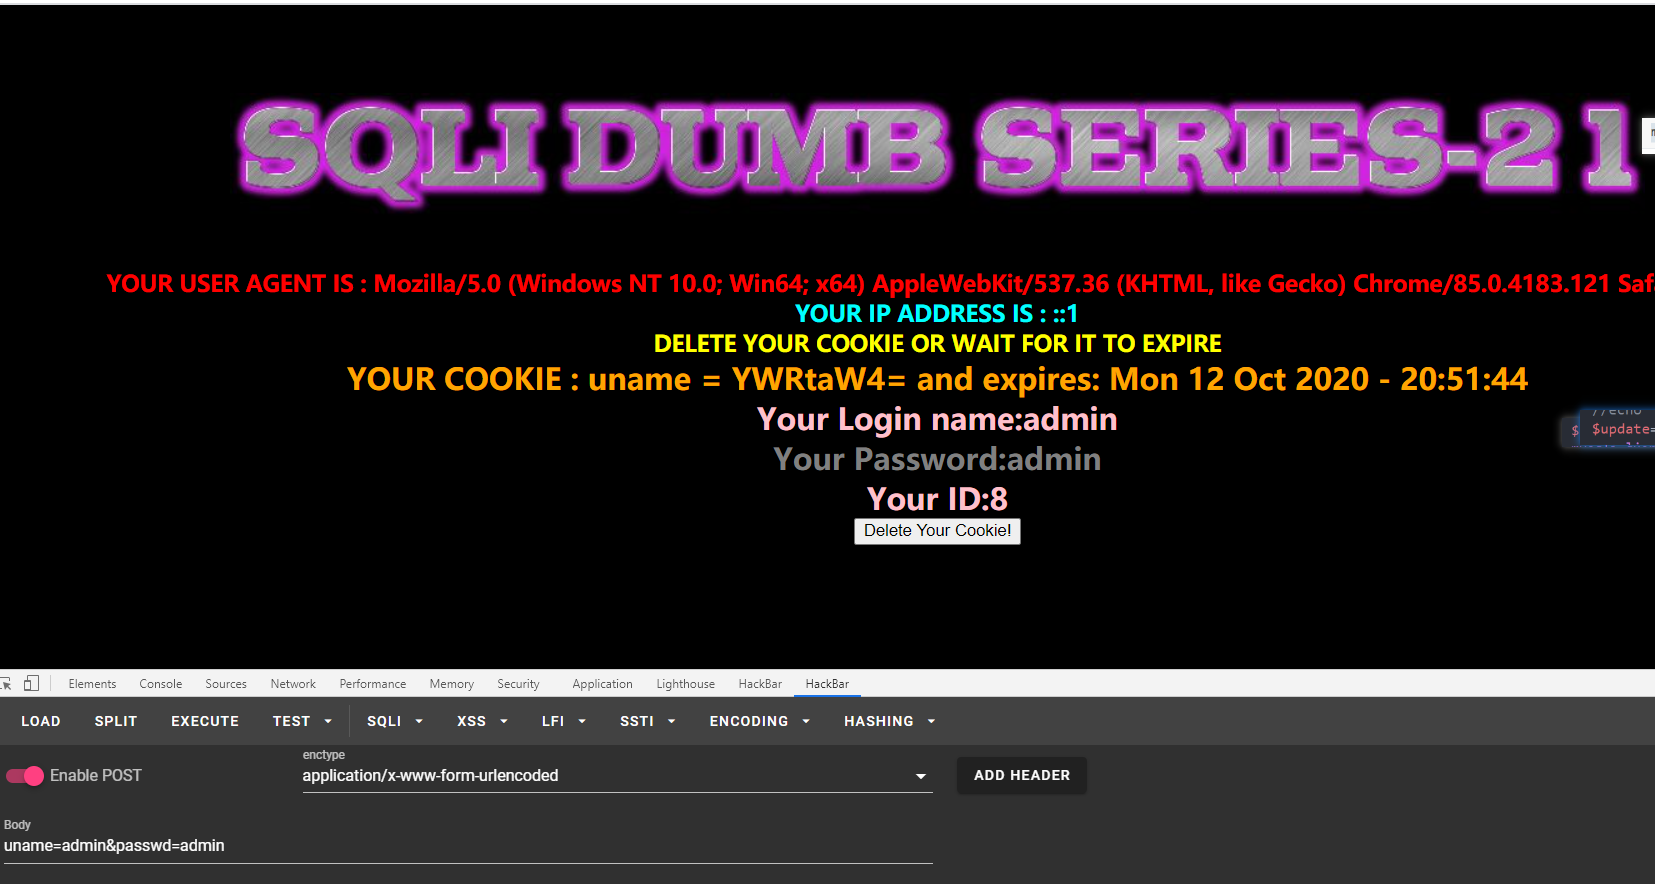 SQLI DUMB SERIES-21
YOUR USER AGENT IS : Mozilla/5.0 (Windows NT 10.0; Win64; x64) AppleWebKit/537.36 (KHTML, like Gecko) Chrome/85.0.4183.121
YOUR IP ADDRESS IS : ::1
DELETE YOUR COOKIE OR WAIT FOR IT TO EXPIRE
YOUR COOKIE : uname = YWRtaW4= and expires: Mon 12 Oct 2020 - 20:51:44
Your Login name:admin
//echo
$ $update=
Your Password:admin
Your ID:8
Delete Your Cookie!
Elements Console Sources Network Performance Memory Security Application Lighthouse HackBar HackBar
LOAD SPLIT EXECUTE TEST SQLI XSS LFI SSTI ENCODING HASHING
Enable POST
enctype
application/x-www-form-urlencoded
ADD HEADER
Body
uname=admin&passwd=admin